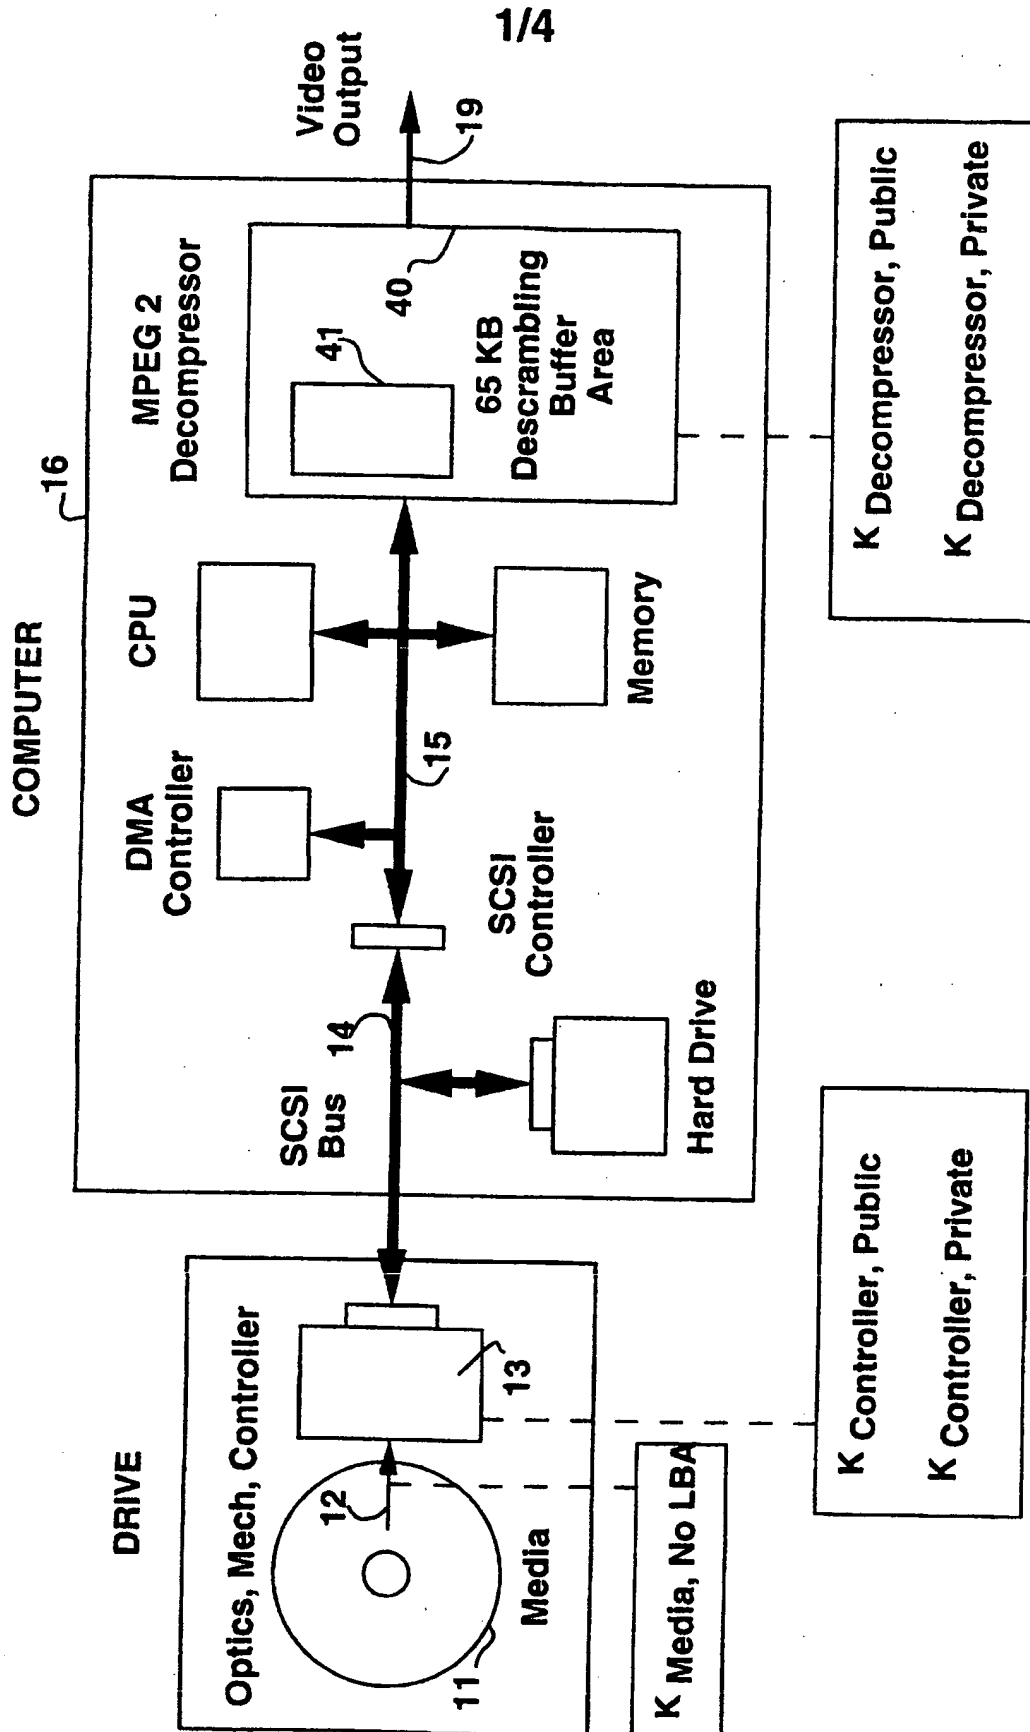 1/4
COMPUTER
16
MPEG 2
Decompressor
Video
Output
19
41
40
65 KB
Descrambling
Buffer
Area
CPU
Memory
15
DMA
Controller
SCSI
Controller
14
SCSI
Bus
Hard Drive
DRIVE
Optics, Mech, Controller
13
12
Media
11
K Media, No LBA
K Controller, Public
K Controller, Private
K Decompressor, Public
K Decompressor, Private